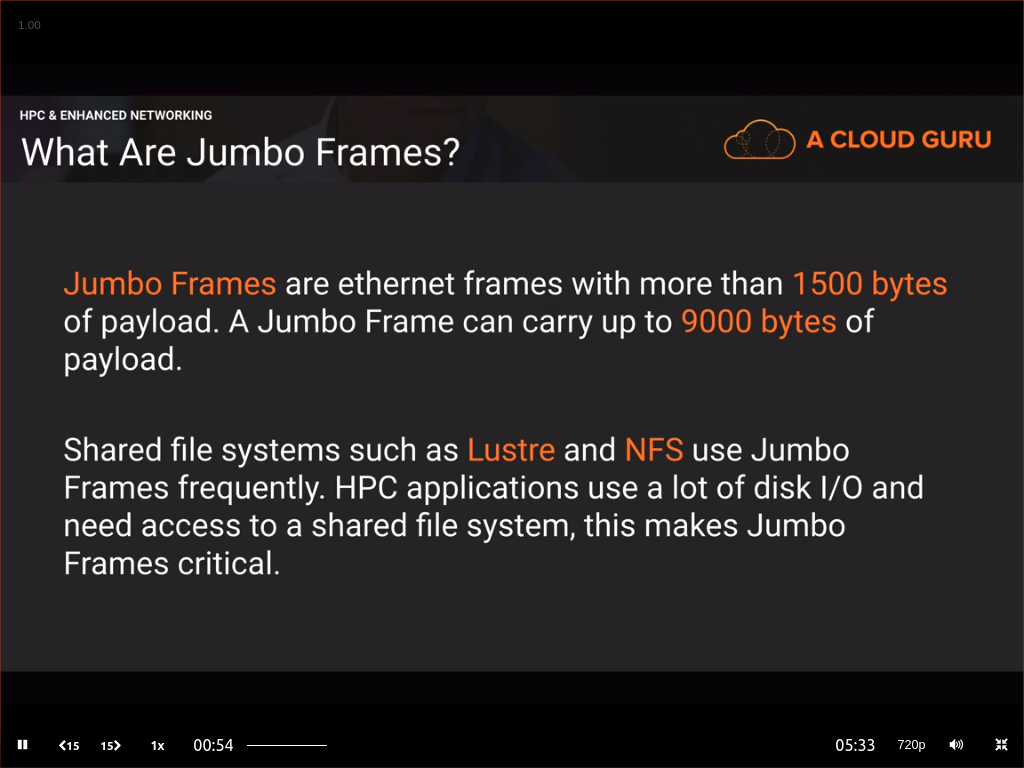 1.00
HPC & ENHANCED NETWORKING
What Are Jumbo Frames?
A CLOUD GURU
Jumbo Frames are ethernet frames with more than 1500 bytes
of payload. A Jumbo Frame can carry up to 9000 bytes of
payload.
Shared file systems such as Lustre and NFS use Jumbo
Frames frequently. HPC applications use a lot of disk I/O and
need access to a shared file system, this makes Jumbo
Frames critical.
15 15 1x 00:54 05:33 720p